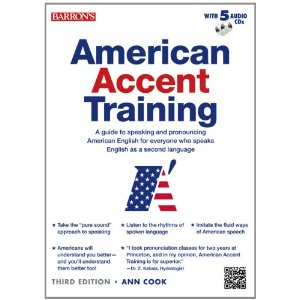 BARRON'S
WITH 5 AUDIO
CDs
American
Accent
Training
A guide to speaking and pronouncing
American English for everyone who speaks
English as a second language
★ Take the "pure sound"
approach to speaking
★ Listen to the rhythms of
spoken language
★ Imitate the fluid ways
of American speech
★ Americans will
understand you better–
and you'll understand
them better too!
★ "I took pronunciation classes for two years at
Princeton, and in my opinion, American Accent
Training is far superior."
—Dr. Z. Kabala, Hydrologist
THIRD EDITION • ANN COOK